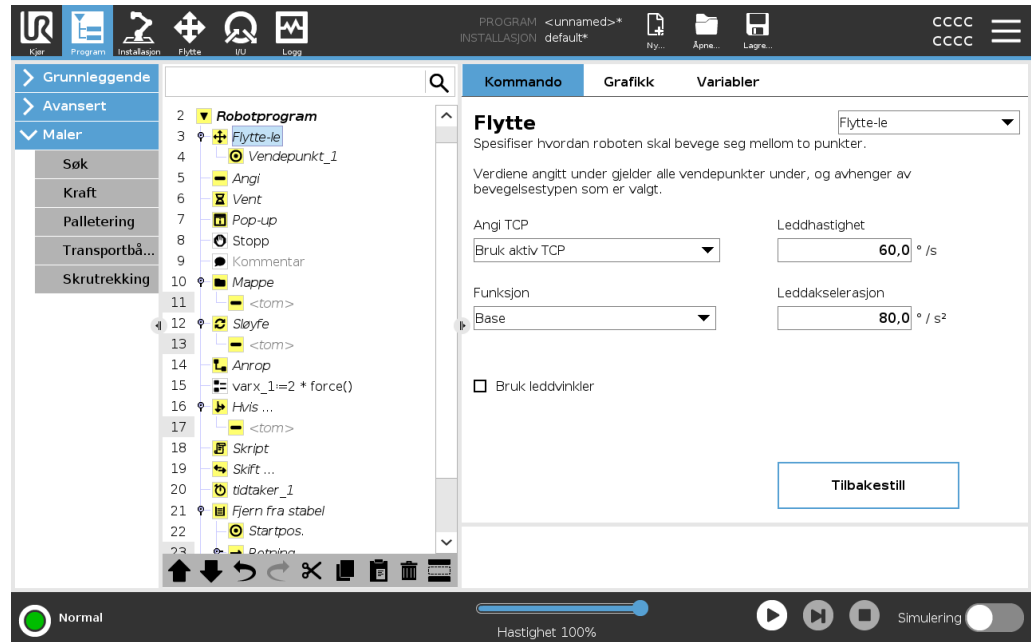 UR
PROGRAM <unnamed>*
INSTALLASJON default*
Kjør Program Installasjon Flytte I/U Logg
Ny... Åpne... Lagre...
CCCC
CCCC
Grunnleggende
Avansert
Maler
Søk
Kraft
Palletering
Transportbå...
Skrutrekking
2 Robotprogram
3 Flytte-le
4 Vendepunkt_1
5 Angi
6 Vent
7 Pop-up
8 Stopp
9 Kommentar
10 Mappe
11 <tom>
12 Sløyfe
13 <tom>
14 Anrop
15 varx_1:=2 * force()
16 Hvis ...
17 <tom>
18 Skript
19 Skift ...
20 tidtaker_1
21 Fjern fra stabel
22 Startpos.
23 Retning
Kommando Grafikk Variabler
Flytte
Flytte-le
Spesifiser hvordan roboten skal bevege seg mellom to punkter.
Verdiene angitt under gjelder alle vendepunkter under, og avhenger av
bevegelsestypen som er valgt.
Angi TCP Leddhastighet
Bruk aktiv TCP 60,0 ° /s
Funksjon Leddakselerasjon
Base 80,0 ° / s²
Bruk leddvinkler
Tilbakestill
Normal
Hastighet 100%
Simulering